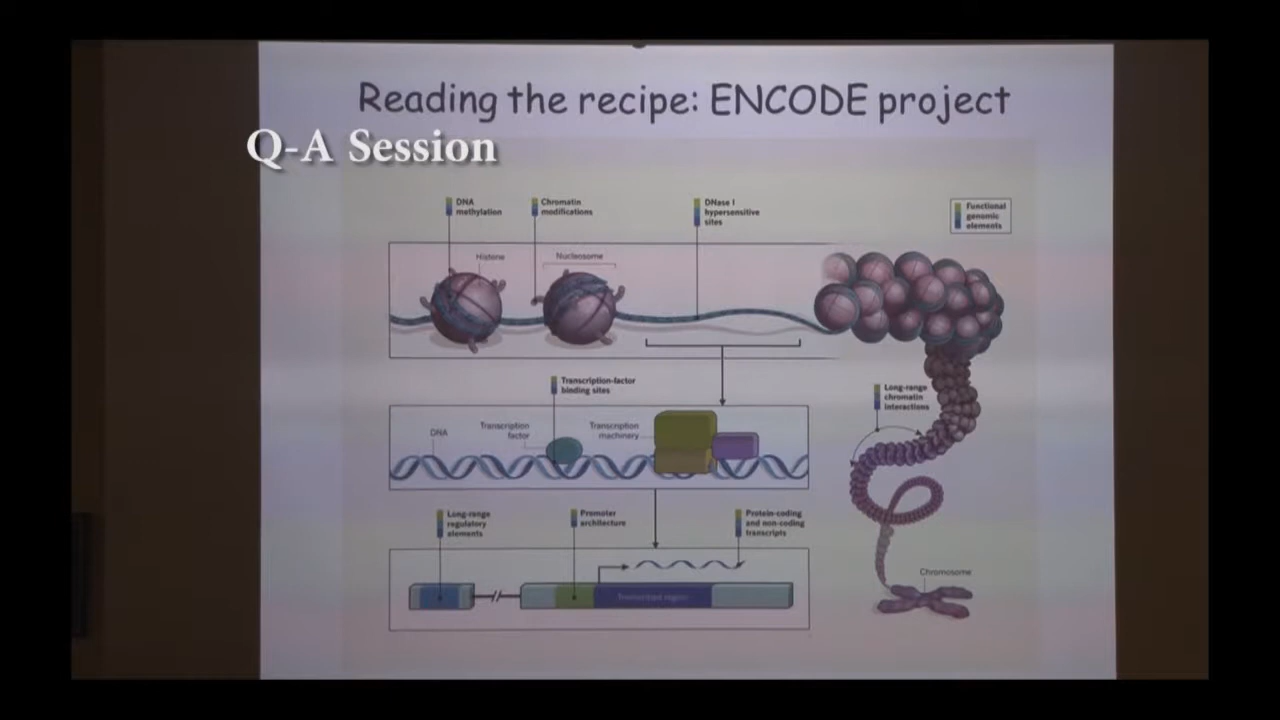 Reading the recipe: ENCODE project
Q-A Session
DNA
methylation
Chromatin
modifications
DNase I
hypersensitive
sites
Functional
genomic
elements
Histone
Nucleosome
Transcription-factor
binding sites
Long-range
chromatin
interactions
DNA
Transcription
factor
Transcription
machinery
Long-range
regulatory
elements
Promoter
architecture
Protein-coding
and non-coding
transcripts
Chromosome
Transcribed region